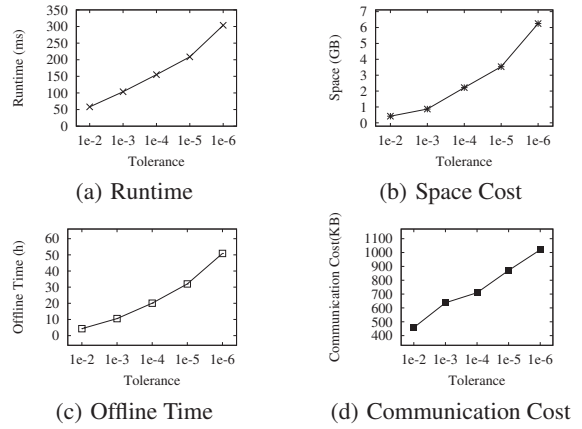 350
300
250
200
150
100
50
0
Runtime (ms)
1e-2 1e-3 1e-4 1e-5 1e-6
Tolerance
(a) Runtime
7
6
5
4
3
2
1
0
Space (GB)
1e-2 1e-3 1e-4 1e-5 1e-6
Tolerance
(b) Space Cost
60
50
40
30
20
10
0
Offline Time (h)
1e-2 1e-3 1e-4 1e-5 1e-6
Tolerance
(c) Offline Time
1100
1000
900
800
700
600
500
400
Communication Cost(KB)
1e-2 1e-3 1e-4 1e-5 1e-6
Tolerance
(d) Communication Cost